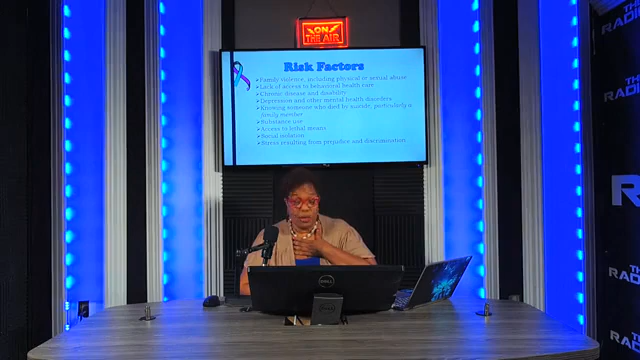 ON
THE AIR
Risk Factors
➢Family violence, including physical or sexual abuse
➢Lack of access to behavioral health care
➢Chronic disease and disability
➢Depression and other mental health disorders
➢Knowing someone who died by suicide, particularly a
family member
➢Substance use
➢Access to lethal means
➢Social isolation
➢Stress resulting from prejudice and discrimination
DELL
THE
RADIO